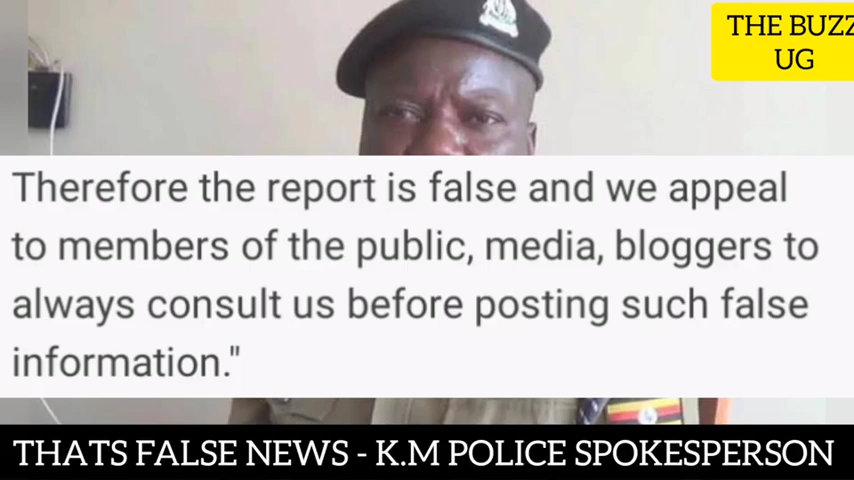 THE BUZZ
UG
Therefore the report is false and we appeal
to members of the public, media, bloggers to
always consult us before posting such false
information."
THATS FALSE NEWS - K.M POLICE SPOKESPERSON